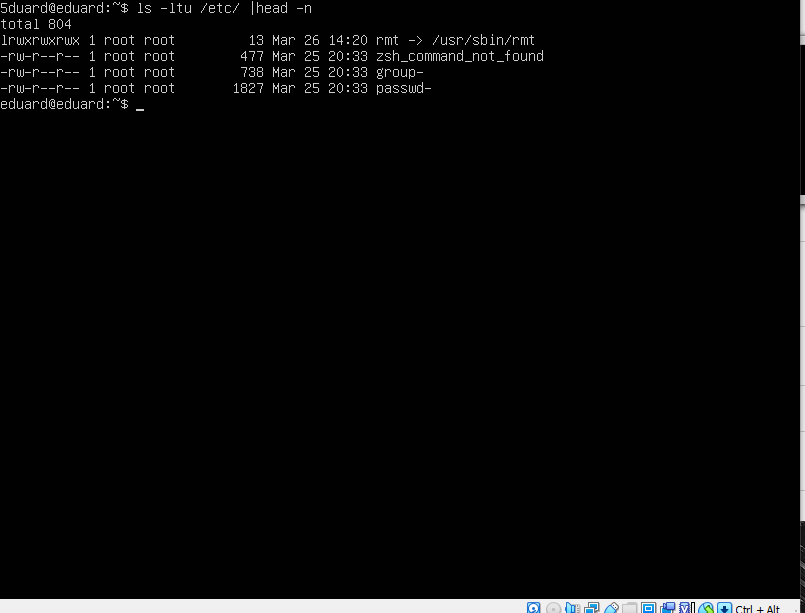 5duard@eduard:~$ ls -ltu /etc/ |head -n
total 804
lrwxrwxrwx 1 root root         13 Mar 26 14:20 rmt -> /usr/sbin/rmt
-rw-r--r-- 1 root root        477 Mar 25 20:33 zsh_command_not_found
-rw-r--r-- 1 root root        738 Mar 25 20:33 group-
-rw-r--r-- 1 root root       1827 Mar 25 20:33 passwd-
eduard@eduard:~$ _
Ctrl + Alt